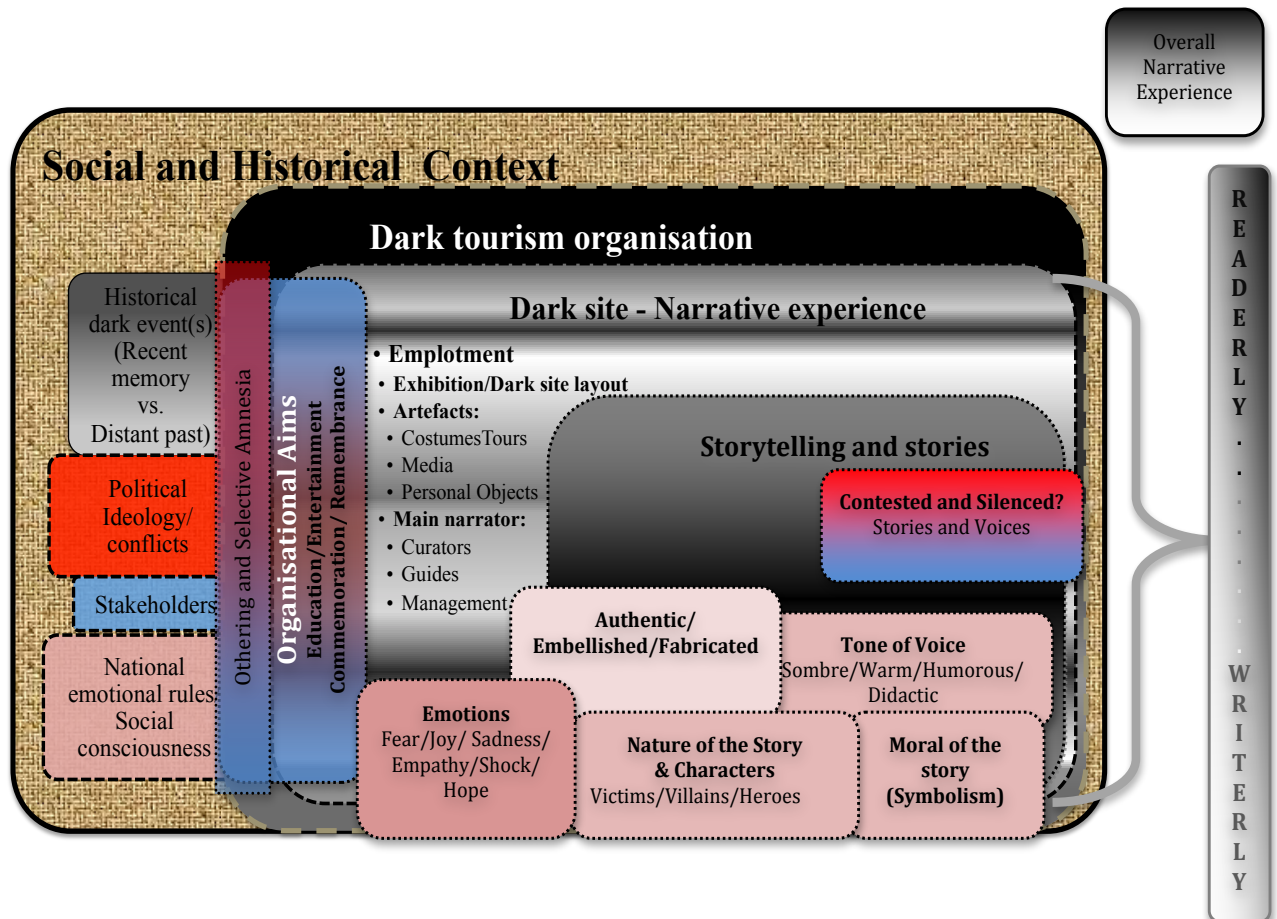 Overall
Narrative
Experience
Social and Historical Context
Dark tourism organisation
Dark site - Narrative experience
Historical
dark event(s)
(Recent
memory
vs.
Distant past)
Political
Ideology/
conflicts
Stakeholders
National
emotional rules
Social
consciousness
Othering and Selective Amnesia
Organisational Aims
Education/Entertainment
Commemoration/ Remembrance
• Emplotment
• Exhibition/Dark site layout
• Artefacts:
• CostumesTours
• Media
• Personal Objects
• Main narrator:
• Curators
• Guides
• Management
Storytelling and stories
Contested and Silenced?
Stories and Voices
Authentic/
Embellished/Fabricated
Tone of Voice
Sombre/Warm/Humorous/
Didactic
Emotions
Fear/Joy/ Sadness/
Empathy/Shock/
Hope
Nature of the Story
& Characters
Victims/Villains/Heroes
Moral of the
story
(Symbolism)
READERLY.......WRITERLY